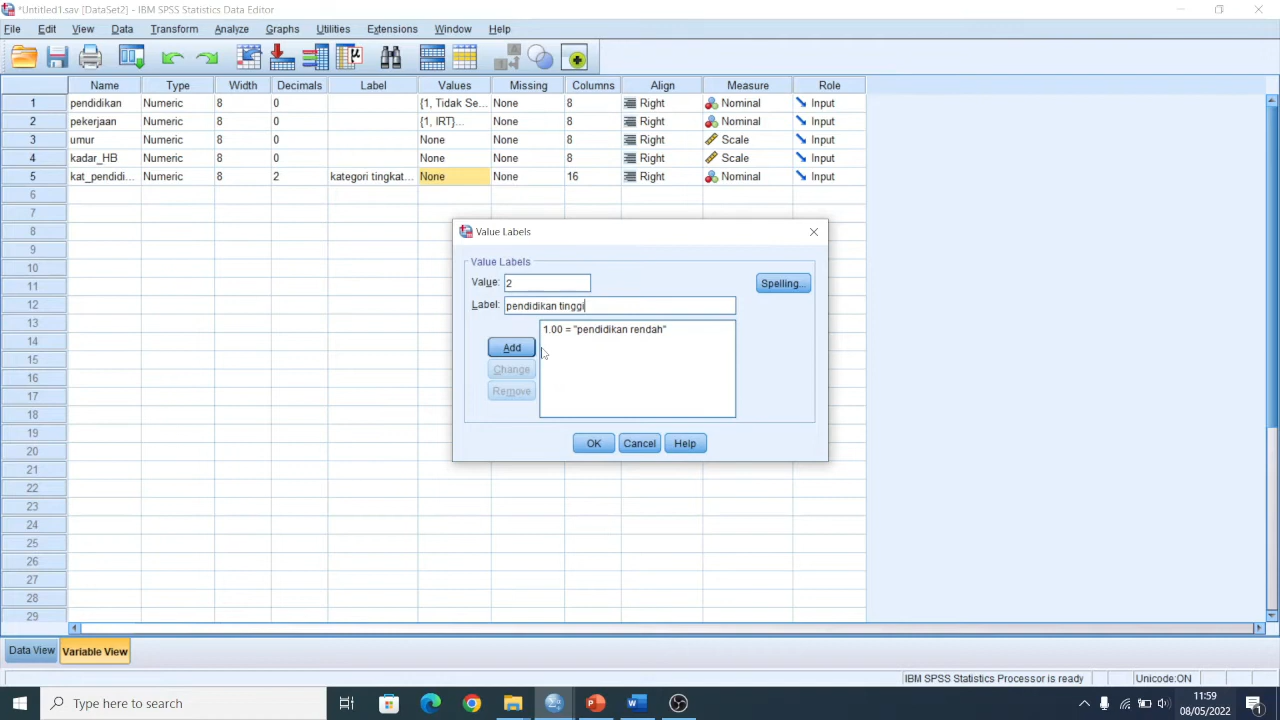 *Untitled1.sav [DataSet2] - IBM SPSS Statistics Data Editor
File Edit View Data Transform Analyze Graphs Utilities Extensions Window Help
Name Type Width Decimals Label Values Missing Columns Align Measure Role
1 pendidikan Numeric 8 0 {1, Tidak Se... None 8 Right Nominal Input
2 pekerjaan Numeric 8 0 {1, IRT}... None 8 Right Nominal Input
3 umur Numeric 8 0 None None 8 Right Scale Input
4 kadar_HB Numeric 8 0 None None 8 Right Scale Input
5 kat_pendidi... Numeric 8 2 kategori tingkat... None None 16 Right Nominal Input
6
7
8
9
10
11
12
13
14
15
16
17
18
19
20
21
22
23
24
25
26
27
28
29
Value Labels
Value Labels
Value: 2
Spelling...
Label: pendidikan tinggi
1.00 = "pendidikan rendah"
Add
Change
Remove
OK Cancel Help
Data View Variable View
IBM SPSS Statistics Processor is ready Unicode:ON
Type here to search
11:59
08/05/2022
1